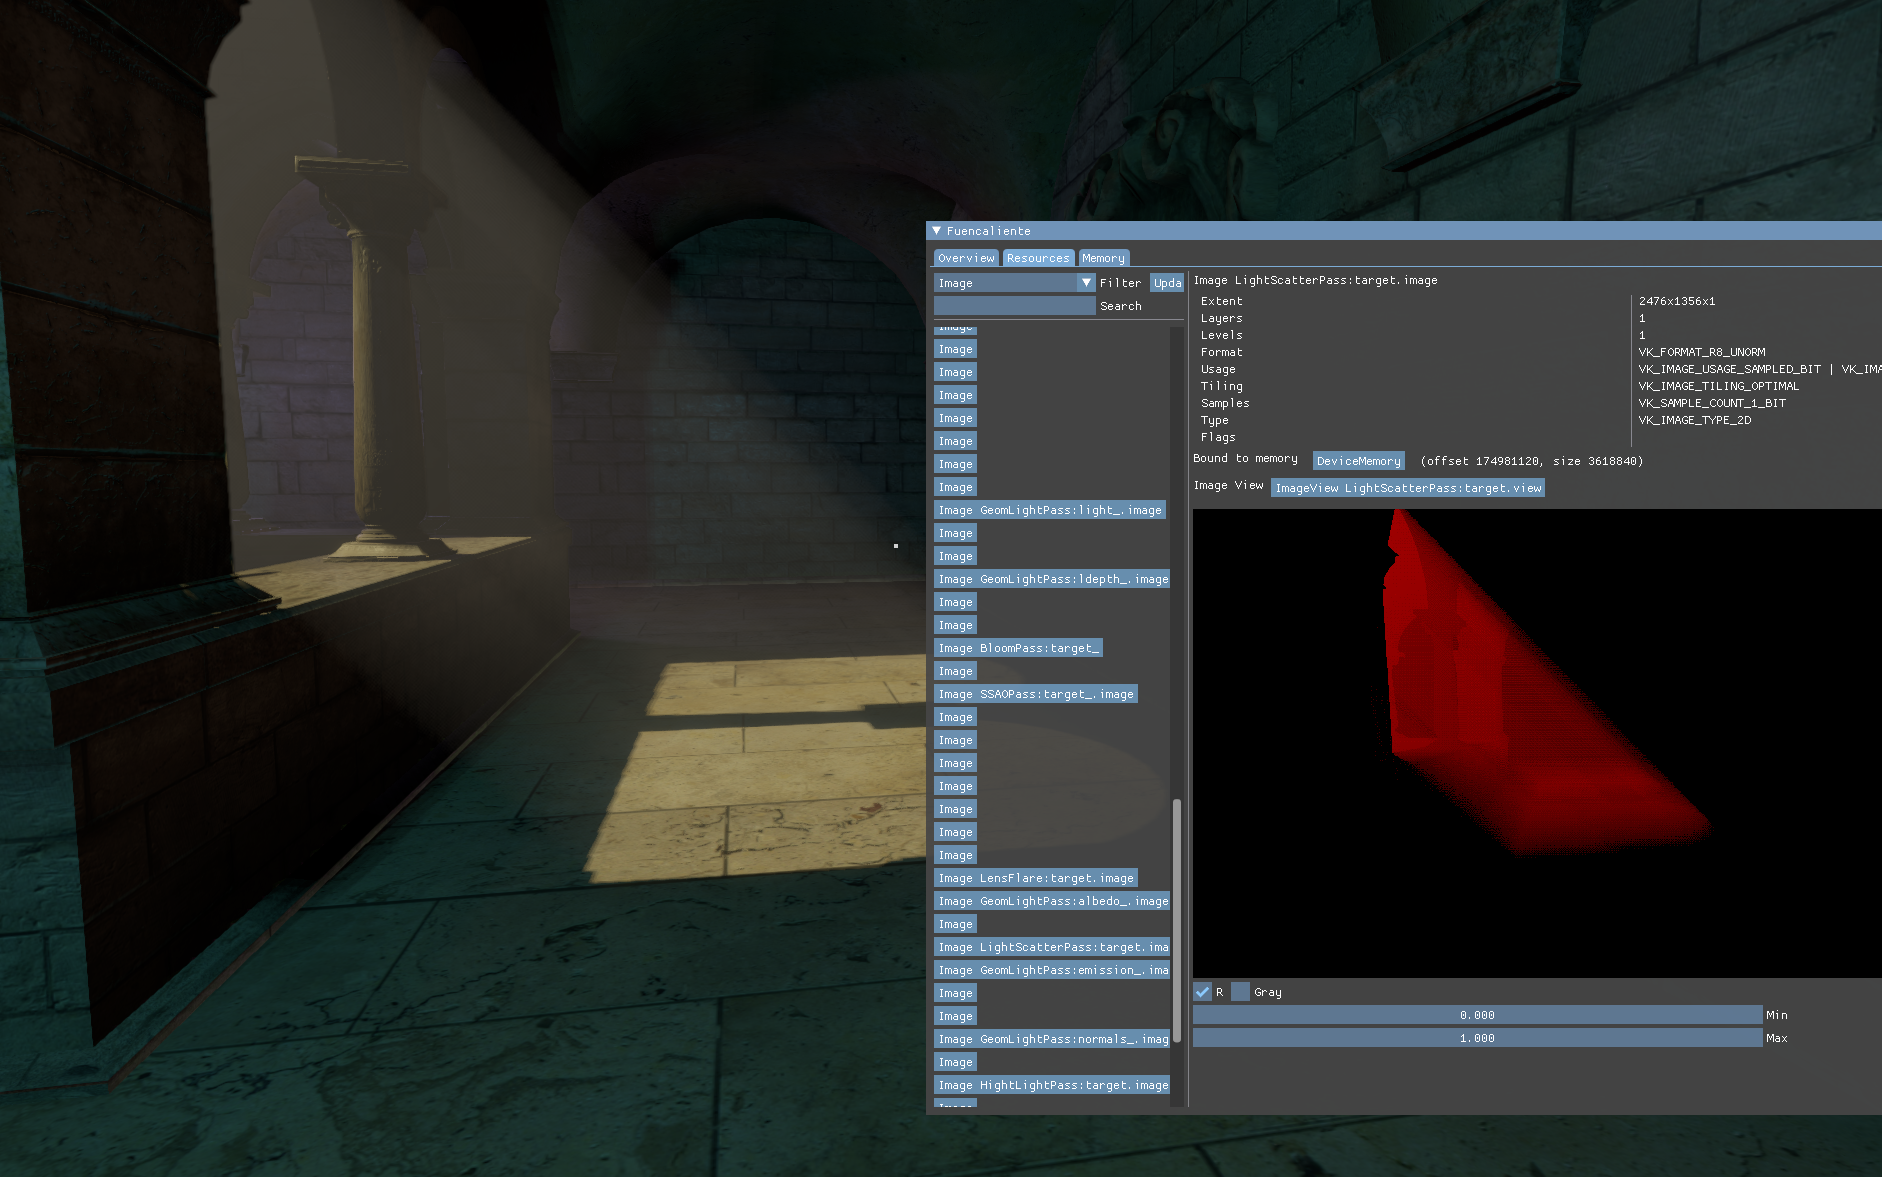 Fuencaliente
Overview Resources Memory
Image Filter Upda
Search
Image
Image
Image
Image
Image
Image
Image
Image
Image GeomLightPass:light_.image
Image
Image
Image GeomLightPass:ldepth_.image
Image
Image
Image BloomPass:target_
Image
Image SSAOPass:target_.image
Image
Image
Image
Image
Image
Image
Image
Image LensFlare:target.image
Image GeomLightPass:albedo_.image
Image
Image LightScatterPass:target.ima
Image GeomLightPass:emission_.ima
Image
Image
Image GeomLightPass:normals_.imag
Image
Image HightLightPass:target.image
Image
Image LightScatterPass:target.image
Extent 2476x1356x1
Layers 1
Levels 1
Format VK_FORMAT_R8_UNORM
Usage VK_IMAGE_USAGE_SAMPLED_BIT | VK_IMA
Tiling VK_IMAGE_TILING_OPTIMAL
Samples VK_SAMPLE_COUNT_1_BIT
Type VK_IMAGE_TYPE_2D
Flags
Bound to memory DeviceMemory (offset 174981120, size 3618840)
Image View ImageView LightScatterPass:target.view
R Gray
0.000 Min
1.000 Max